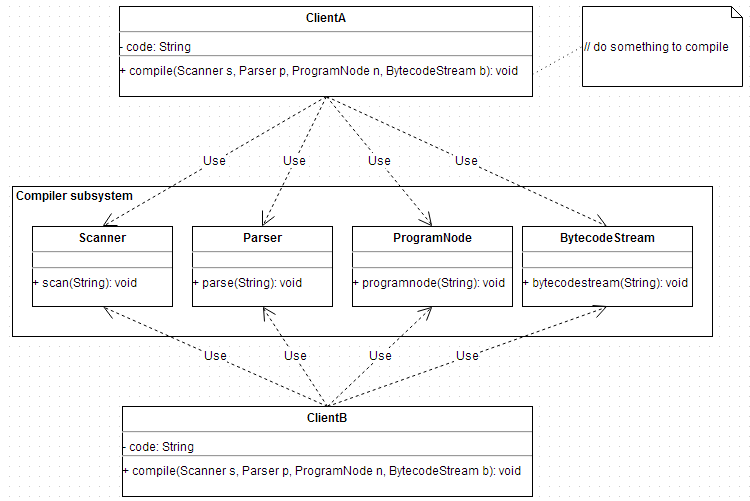 ClientA
- code: String
+ compile(Scanner s, Parser p, ProgramNode n, BytecodeStream b): void
// do something to compile
Use Use Use Use
Compiler subsystem
Scanner
+ scan(String): void
Parser
+ parse(String): void
ProgramNode
+ programnode(String): void
BytecodeStream
+ bytecodestream(String): void
Use Use Use Use
ClientB
- code: String
+ compile(Scanner s, Parser p, ProgramNode n, BytecodeStream b): void